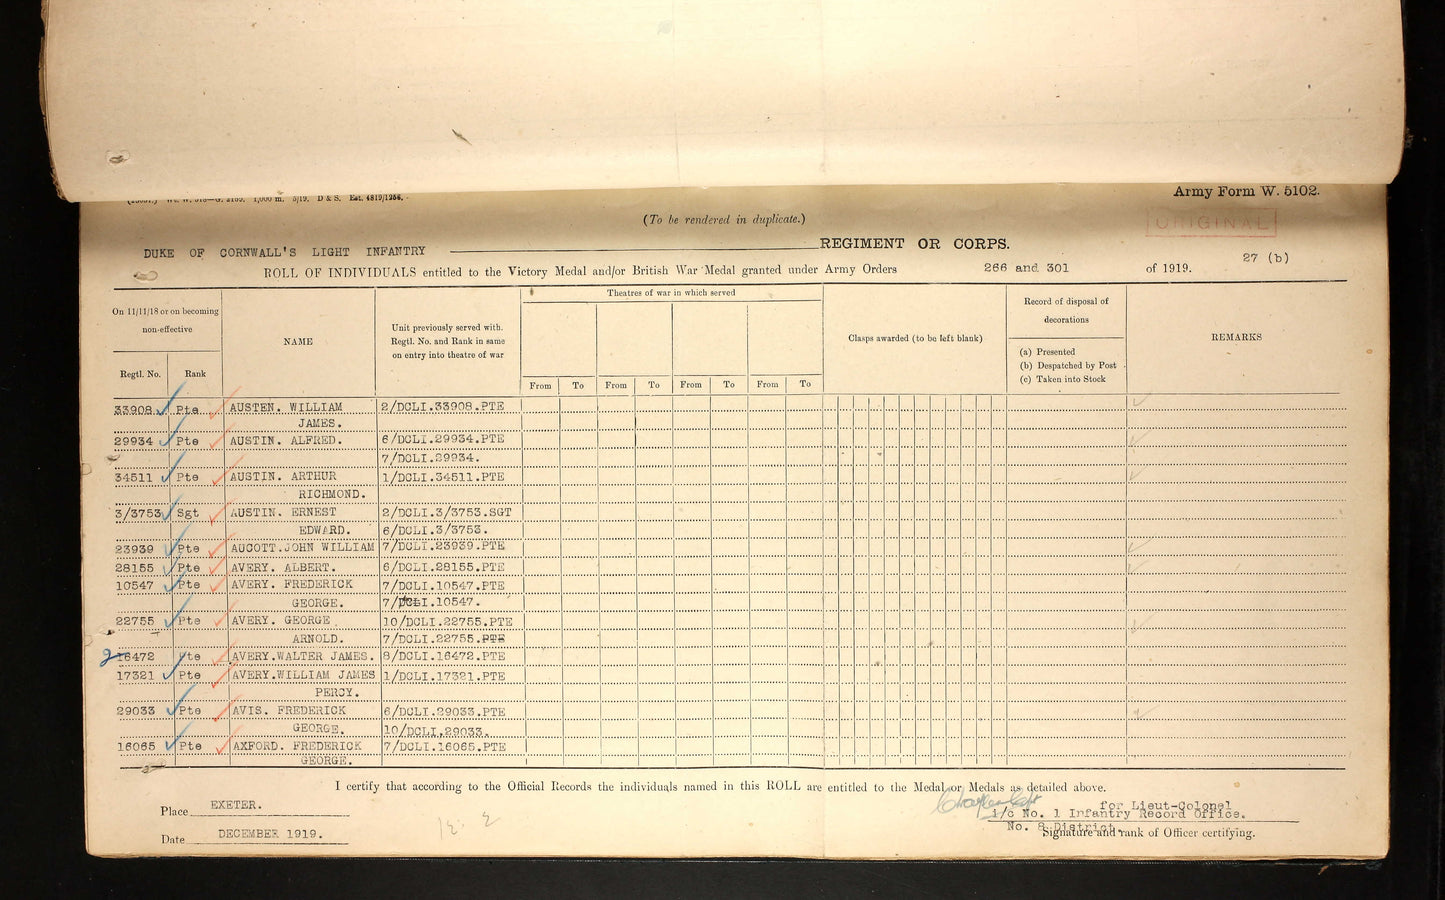 Army Form W. 5102.
1,000 m. 5/19. D & S. Est. 4819/1256.
(To be rendered in duplicate.)
ORIGINAL
DUKE OF CORNWALL'S LIGHT INFANTRY REGIMENT OR CORPS.
27 (b)
ROLL OF INDIVIDUALS entitled to the Victory Medal and/or British War Medal granted under Army Orders 266 and 301 of 1919.
On 11/11/18 or on becoming non-effective
Regtl. No. Rank
NAME
Unit previously served with. Regtl. No. and Rank in same on entry into theatre of war
Theatres of war in which served
From To From To From To From To
Clasps awarded (to be left blank)
Record of disposal of decorations
(a) Presented
(b) Despatched by Post
(c) Taken into Stock
REMARKS
33908 Pte AUSTEN. WILLIAM 2/DCLI.33908.PTE
JAMES.
29934 Pte AUSTIN. ALFRED. 6/DCLI.29934.PTE
7/DCLI.29934.
34511 Pte AUSTIN. ARTHUR 1/DCLI.34511.PTE
RICHMOND.
3/3753 Sgt AUSTIN. ERNEST 2/DCLI.3/3753.SGT
EDWARD. 6/DCLI.3/3753.
23939 Pte AUCOTT.JOHN WILLIAM 7/DCLI.23939.PTE
28155 Pte AVERY. ALBERT. 6/DCLI.28155.PTE
10547 Pte AVERY. FREDERICK 7/DCLI.10547.PTE
GEORGE. 7/DCLI.10547.
22755 Pte AVERY. GEORGE 10/DCLI.22755.PTE
ARNOLD. 7/DCLI.22755.PTE
16472 Pte AVERY.WALTER JAMES. 8/DCLI.16472.PTE
17321 Pte AVERY.WILLIAM JAMES 1/DCLI.17321.PTE
PERCY.
29033 Pte AVIS. FREDERICK 6/DCLI.29033.PTE
GEORGE. 10/DCLI.29033.
16065 Pte AXFORD. FREDERICK 7/DCLI.16065.PTE
GEORGE.
I certify that according to the Official Records the individuals named in this ROLL are entitled to the Medal or Medals as detailed above.
Place EXETER.
for Lieut-Colonel
i/c No. 1 Infantry Record Office.
No. 8 District.
Date DECEMBER 1919.
Signature and rank of Officer certifying.